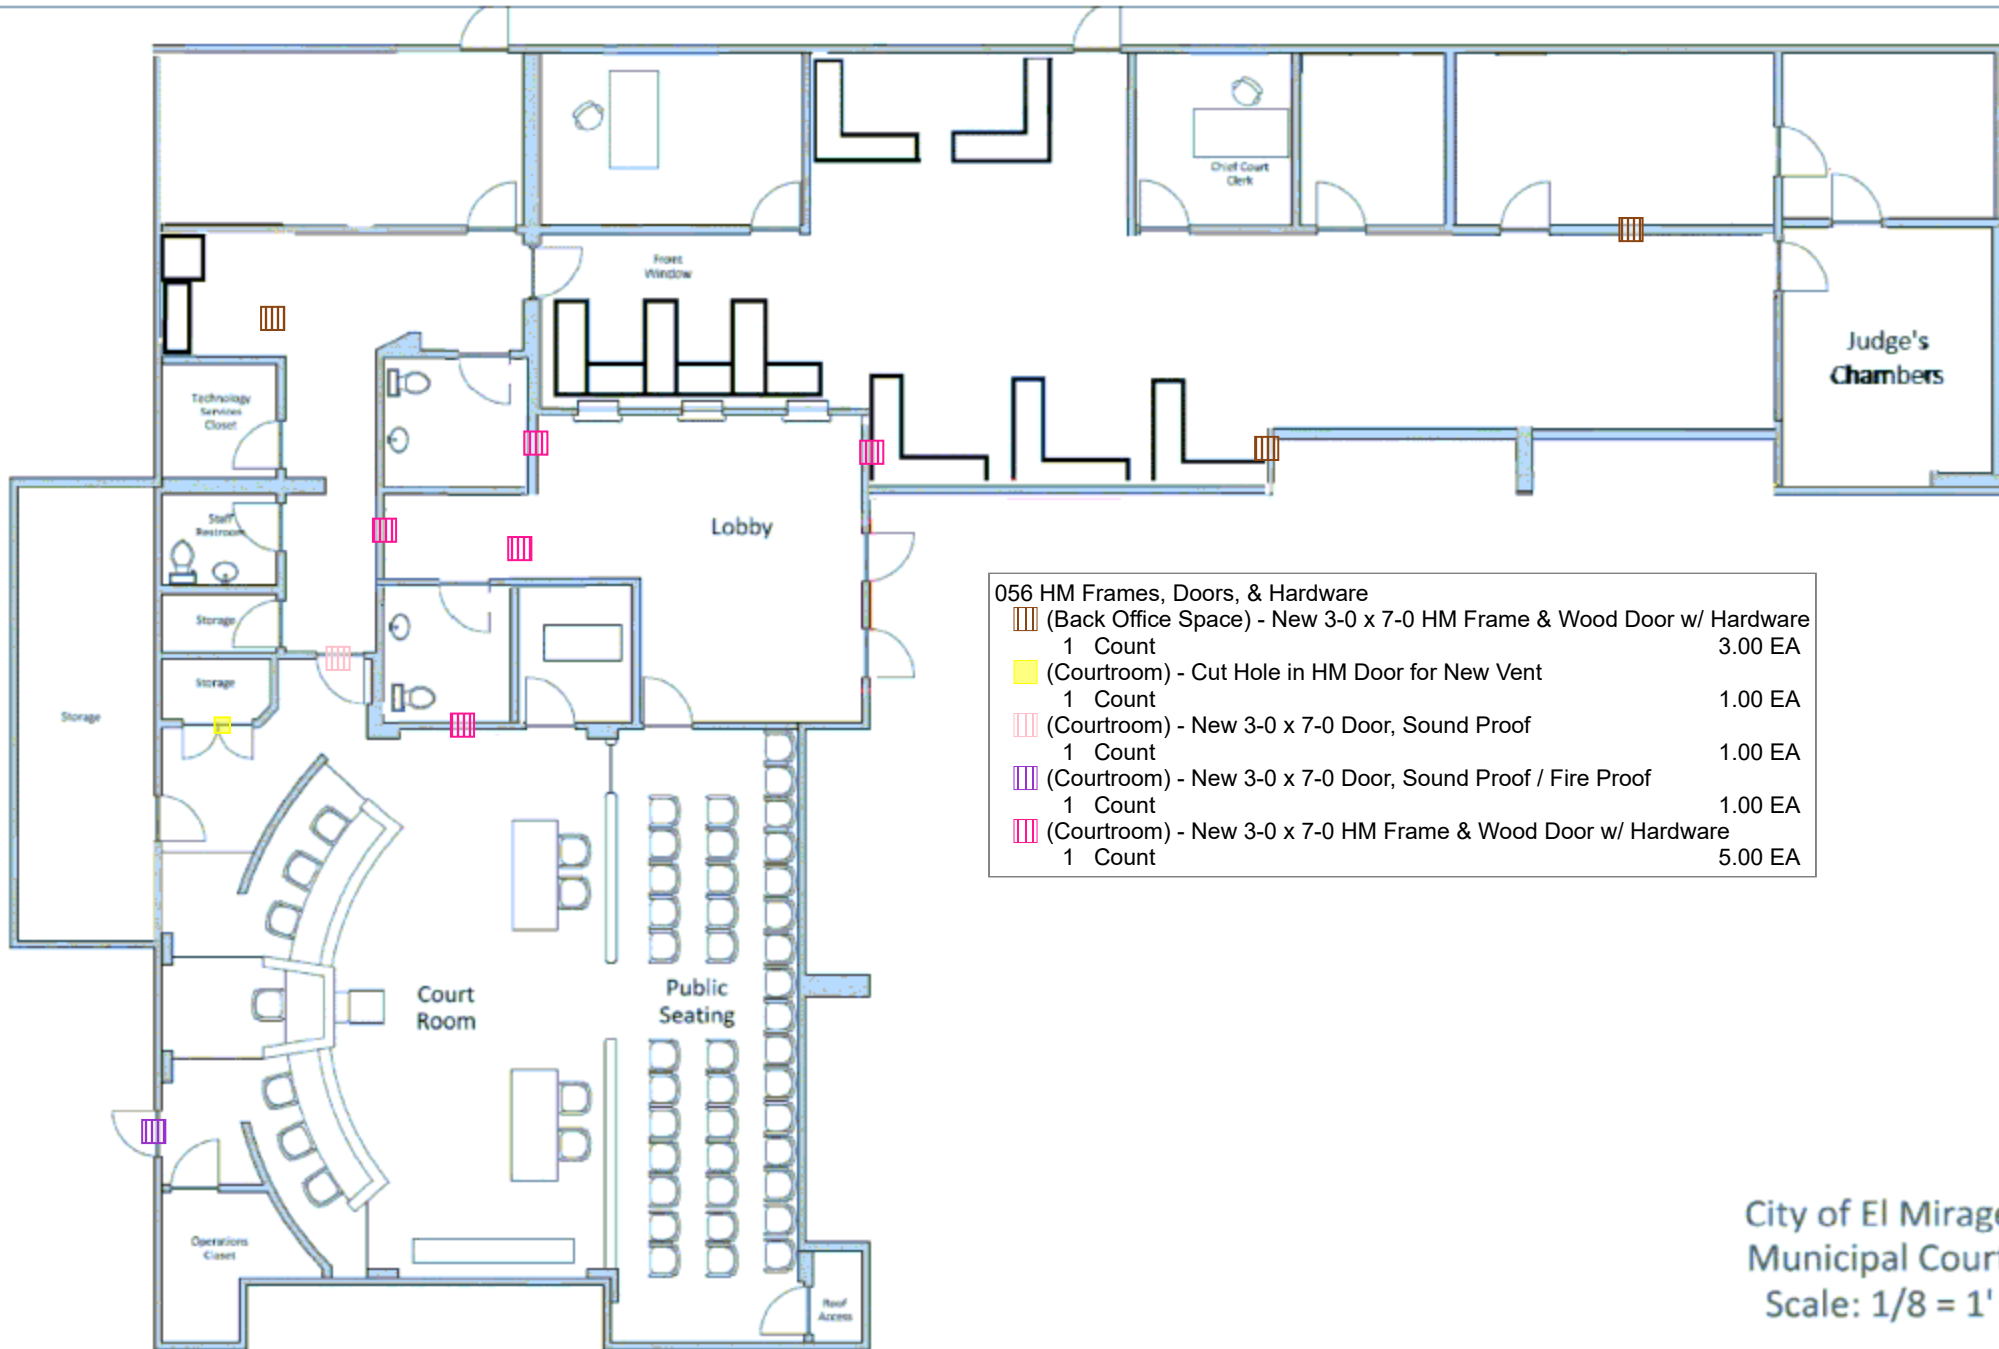 Chief Court
Clerk
Front
Window
Judge's
Chambers
Technology
Services
Closet
Staff
Restroom
Lobby
Storage
Storage
Storage
056 HM Frames, Doors, & Hardware
(Back Office Space) - New 3-0 x 7-0 HM Frame & Wood Door w/ Hardware
1 Count 3.00 EA
(Courtroom) - Cut Hole in HM Door for New Vent
1 Count 1.00 EA
(Courtroom) - New 3-0 x 7-0 Door, Sound Proof
1 Count 1.00 EA
(Courtroom) - New 3-0 x 7-0 Door, Sound Proof / Fire Proof
1 Count 1.00 EA
(Courtroom) - New 3-0 x 7-0 HM Frame & Wood Door w/ Hardware
1 Count 5.00 EA
Court
Room
Public
Seating
Operations
Closet
Roof
Access
City of El Mirage
Municipal Court
Scale: 1/8 = 1'